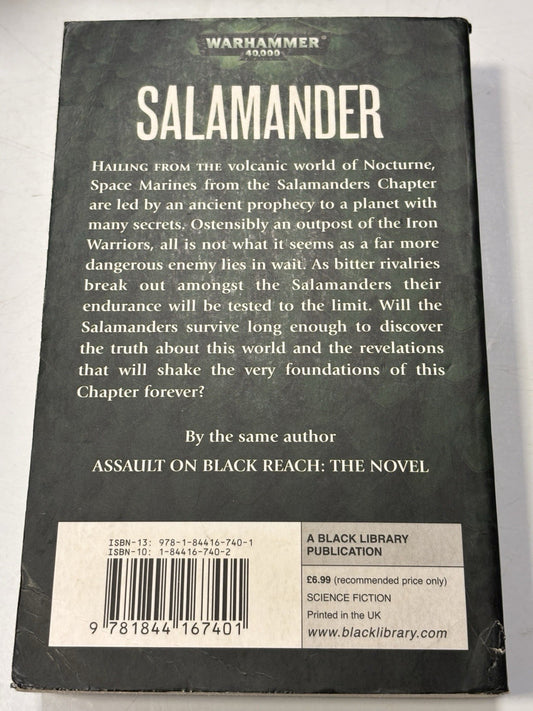 WARHAMMER
40,000
SALAMANDER
HAILING FROM THE volcanic world of Nocturne,
Space Marines from the Salamanders Chapter
are led by an ancient prophecy to a planet with
many secrets. Ostensibly an outpost of the Iron
Warriors, all is not what it seems as a far more
dangerous enemy lies in wait. As bitter rivalries
break out amongst the Salamanders their
endurance will be tested to the limit. Will the
Salamanders survive long enough to discover
the truth about this world and the revelations
that will shake the very foundations of this
Chapter forever?
By the same author
ASSAULT ON BLACK REACH: THE NOVEL
ISBN-13: 978-1-84416-740-1
ISBN-10: 1-84416-740-2
9 781844 167401
A BLACK LIBRARY
PUBLICATION
£6.99 (recommended price only)
SCIENCE FICTION
Printed in the UK
www.blacklibrary.com